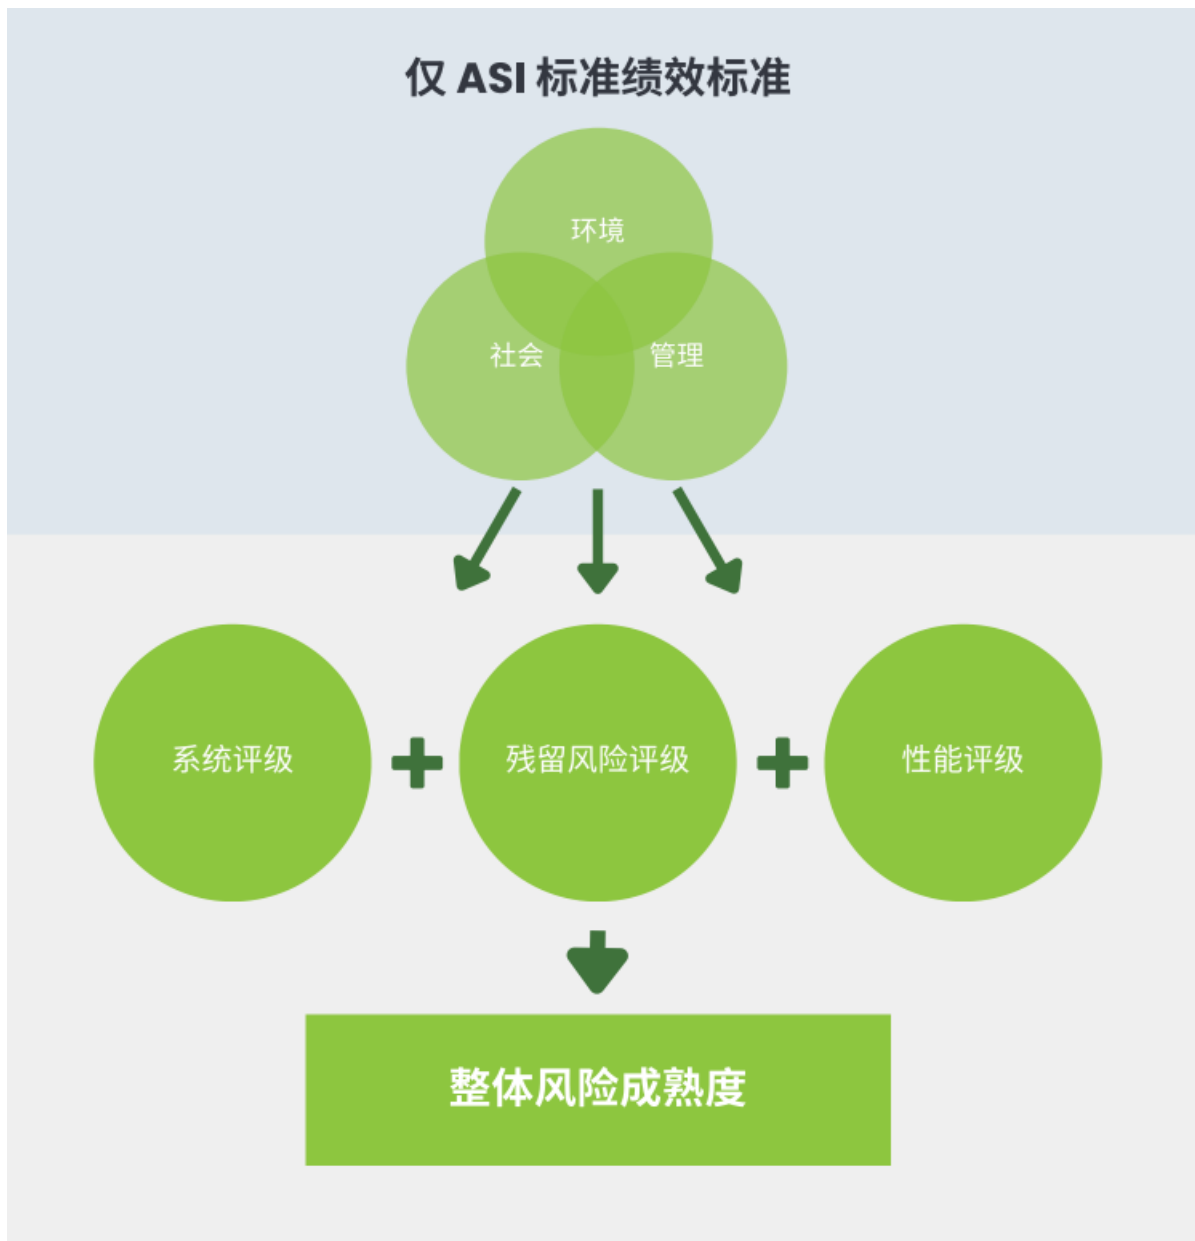 仅 ASI 标准绩效标准
环境
社会
管理
系统评级
残留风险评级
性能评级
整体风险成熟度